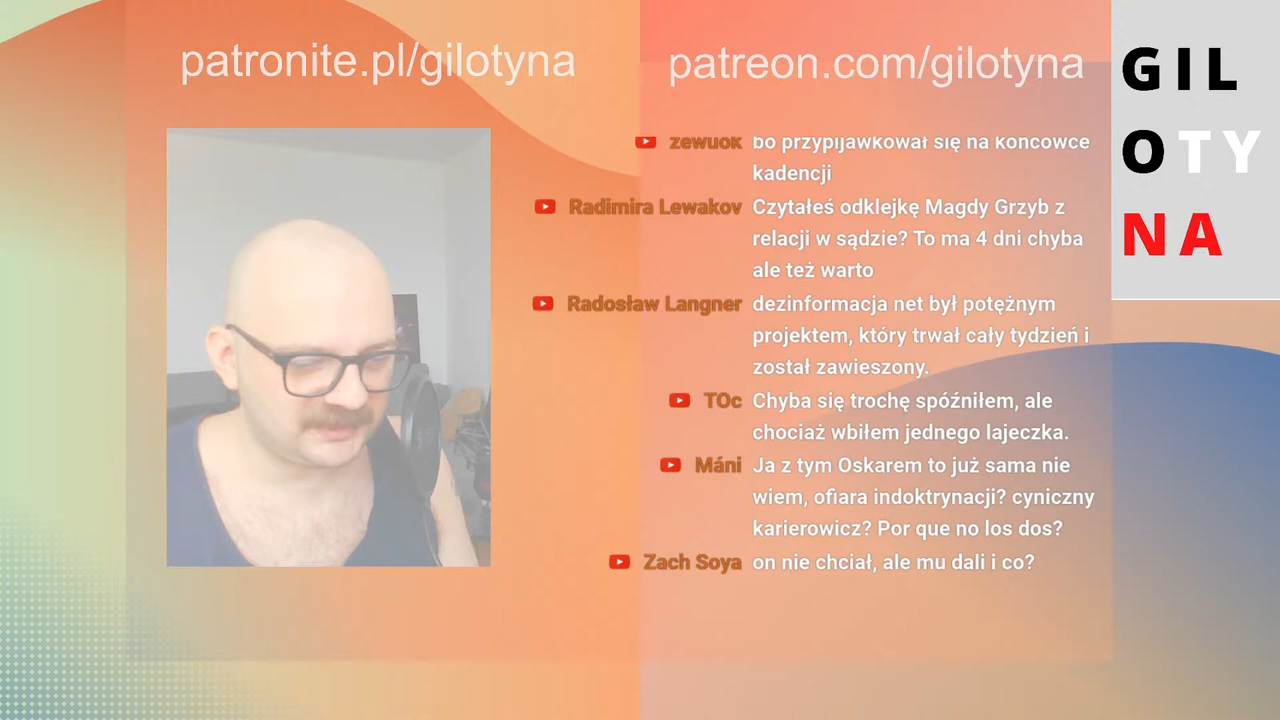 patronite.pl/gilotyna
patreon.com/gilotyna
GIL
OTY
NA
zewuok bo przypijawkował się na końcówce
kadencji
Radimira Lewakov Czytałeś odklejkę Magdy Grzyb z
relacji w sądzie? To ma 4 dni chyba
ale też warto
Radosław Langner dezinformacja net był potężnym
projektem, który trwał cały tydzień i
został zawieszony.
TOc Chyba się trochę spóźniłem, ale
chociaż wbiłem jednego lajeczka.
Máni Ja z tym Oskarem to już sama nie
wiem, ofiara indoktrynacji? cyniczny
karierowicz? Por que no los dos?
Zach Soya on nie chciał, ale mu dali i co?